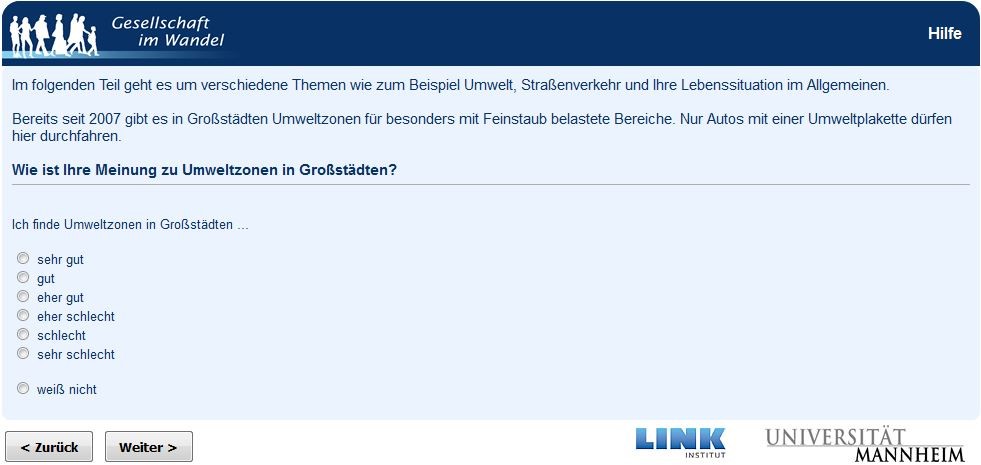 Gesellschaft
im Wandel
Hilfe
Im folgenden Teil geht es um verschiedene Themen wie zum Beispiel Umwelt, Straßenverkehr und Ihre Lebenssituation im Allgemeinen.
Bereits seit 2007 gibt es in Großstädten Umweltzonen für besonders mit Feinstaub belastete Bereiche. Nur Autos mit einer Umweltplakette dürfen
hier durchfahren.
Wie ist Ihre Meinung zu Umweltzonen in Großstädten?
Ich finde Umweltzonen in Großstädten ...
sehr gut
gut
eher gut
eher schlecht
schlecht
sehr schlecht
weiß nicht
< Zurück
Weiter >
LINK
INSTITUT
UNIVERSITÄT
MANNHEIM